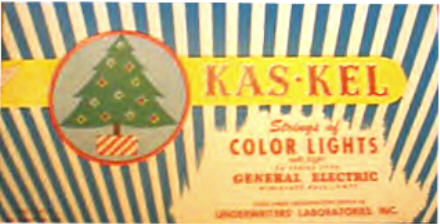 KAS-KEL
Strings of
COLOR LIGHTS
GENERAL ELECTRIC
UNDERWRITERS' LABORATORIES, INC.